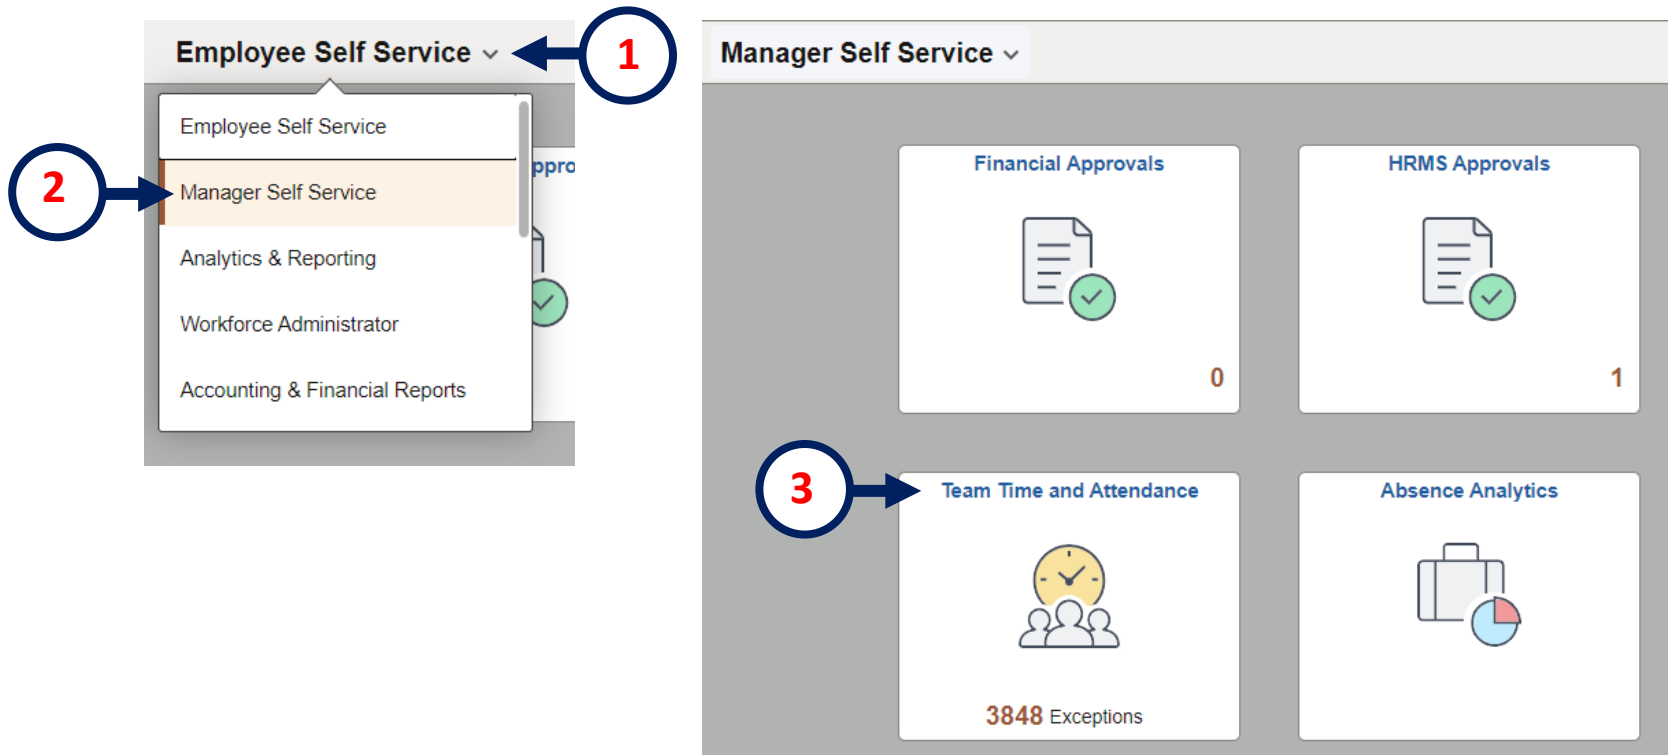 Employee Self Service
1
Employee Self Service
2
Manager Self Service
Analytics & Reporting
Workforce Administrator
Accounting & Financial Reports
Manager Self Service
Financial Approvals
0
HRMS Approvals
1
3
Team Time and Attendance
3848 Exceptions
Absence Analytics